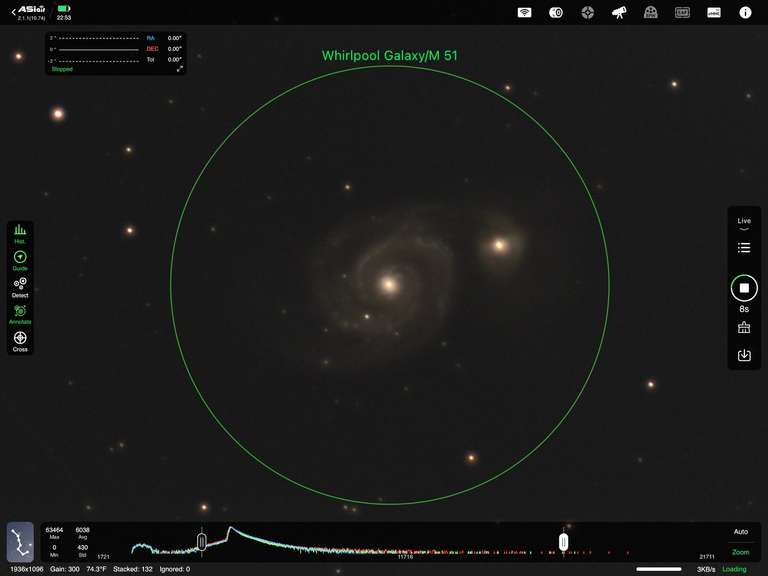 ASIAIR
2.1.1(10.74)
22:53
2"
0"
-2"
RA 0.00"
DEC 0.00"
Tot 0.00"
Stopped
Whirlpool Galaxy/M 51
Hist.
Guide
Detect
Annotate
Cross
Live
8s
63464 6038
Max Avg
0 430
Min Std
1721
11716
21711
Auto
Zoom
1936x1096 Gain: 300 74.3°F Stacked: 132 Ignored: 0
3KB/s Loading